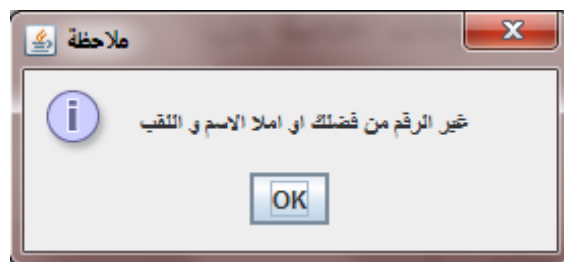 ملاحظة
غير الرقم من فضلك او املا الاسم و اللقب
OK